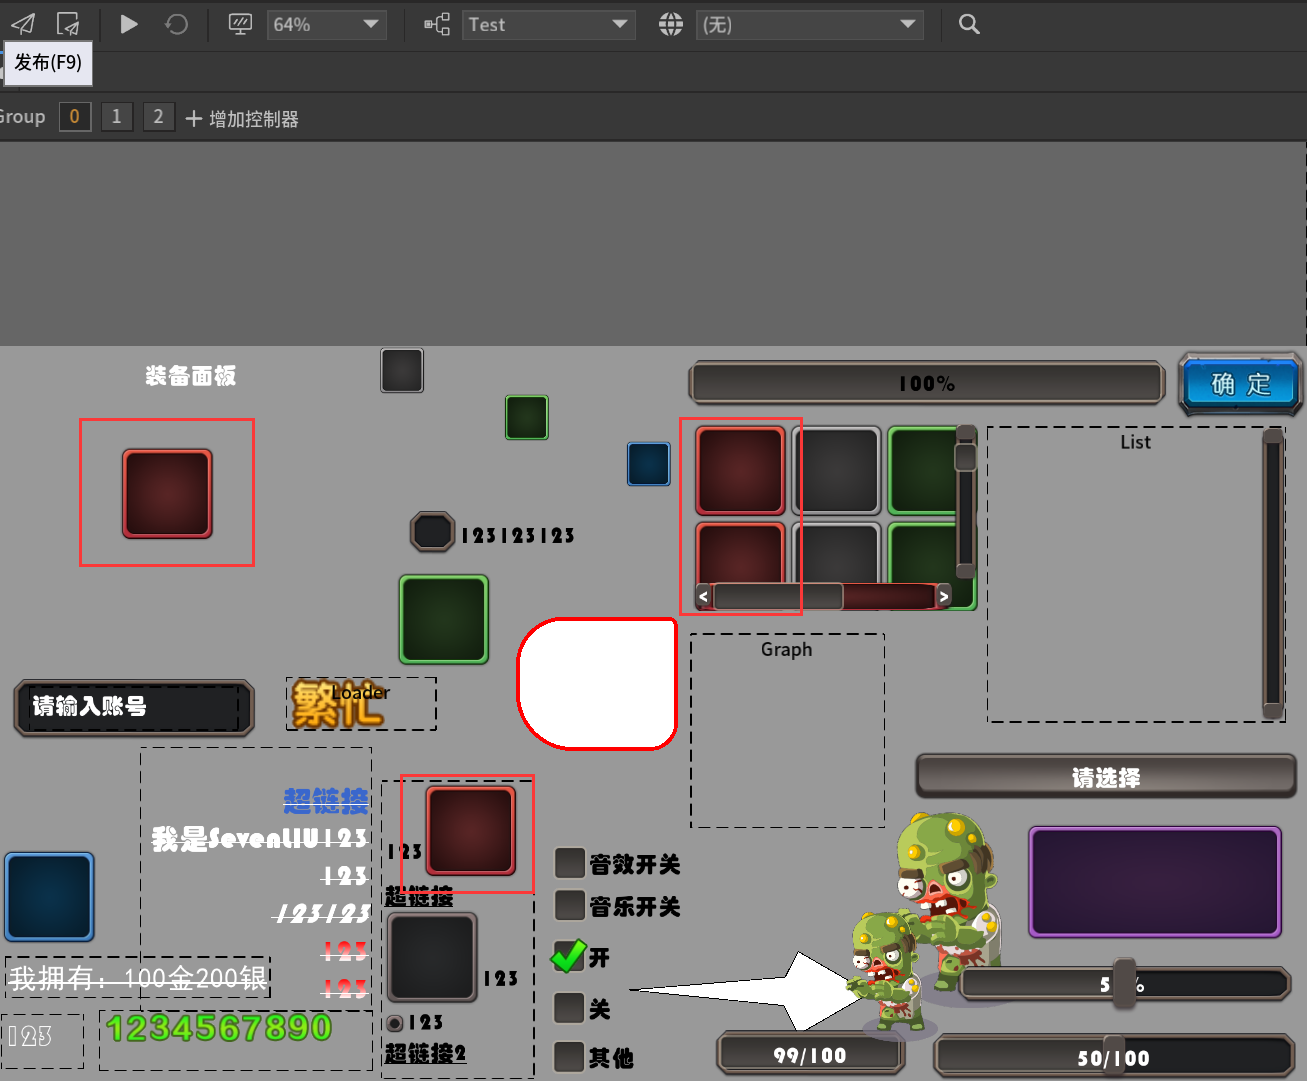 64%
Test
(无)
发布(F9)
Group 0 1 2 增加控制器
装备面板
100%
确 定
List
< >
123123123
Graph
请输入账号
Loader
繁忙
请选择
超链接
我是SevenLIU123
123
123123
123
123
我拥有：100金200银
123
1234567890
123
超链接
123
123
超链接2
音效开关
音乐开关
开
关
其他
99/100
50/100